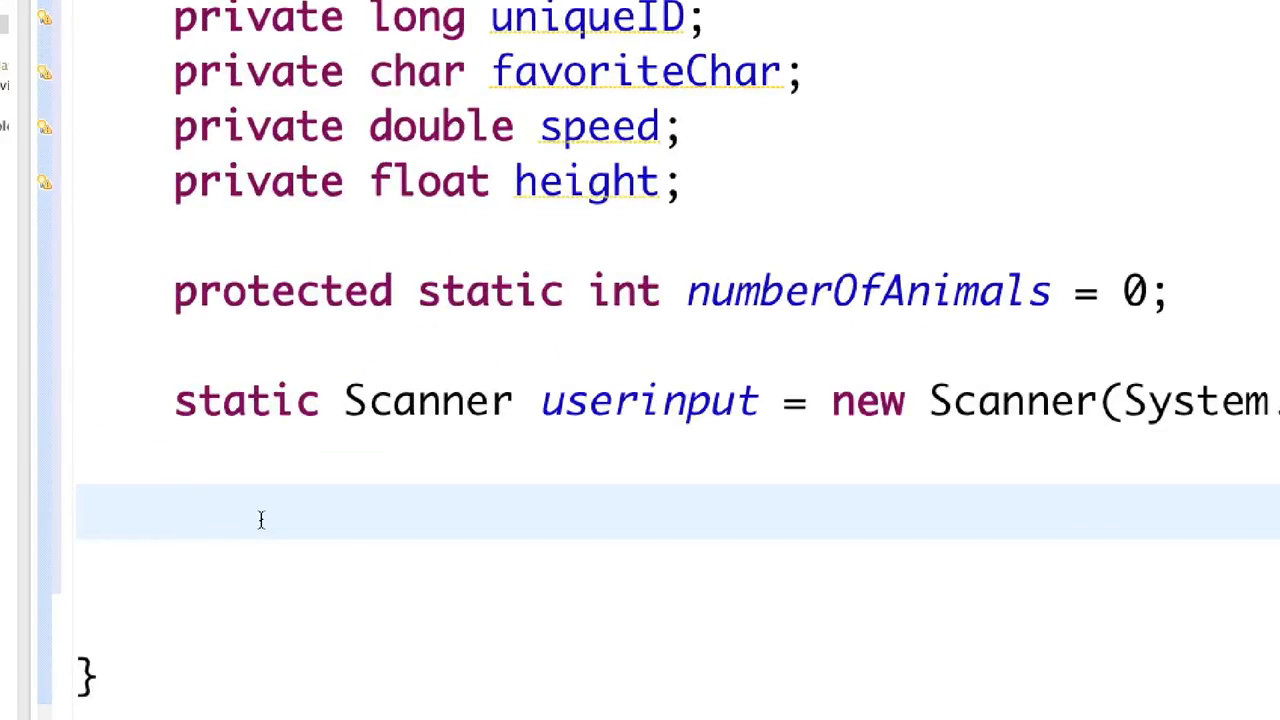 private long uniqueID;
private char favoriteChar;
private double speed;
private float height;
protected static int numberOfAnimals = 0;
static Scanner userinput = new Scanner(System.
}